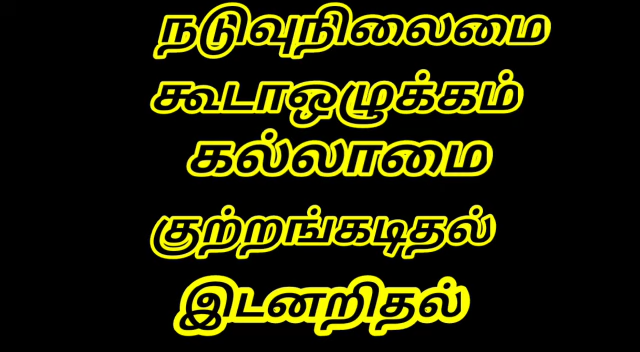 நடுவுநிலைமை
கூடாஒழுக்கம்
கல்லாமை
குற்றங்கடிதல்
இடனறிதல்